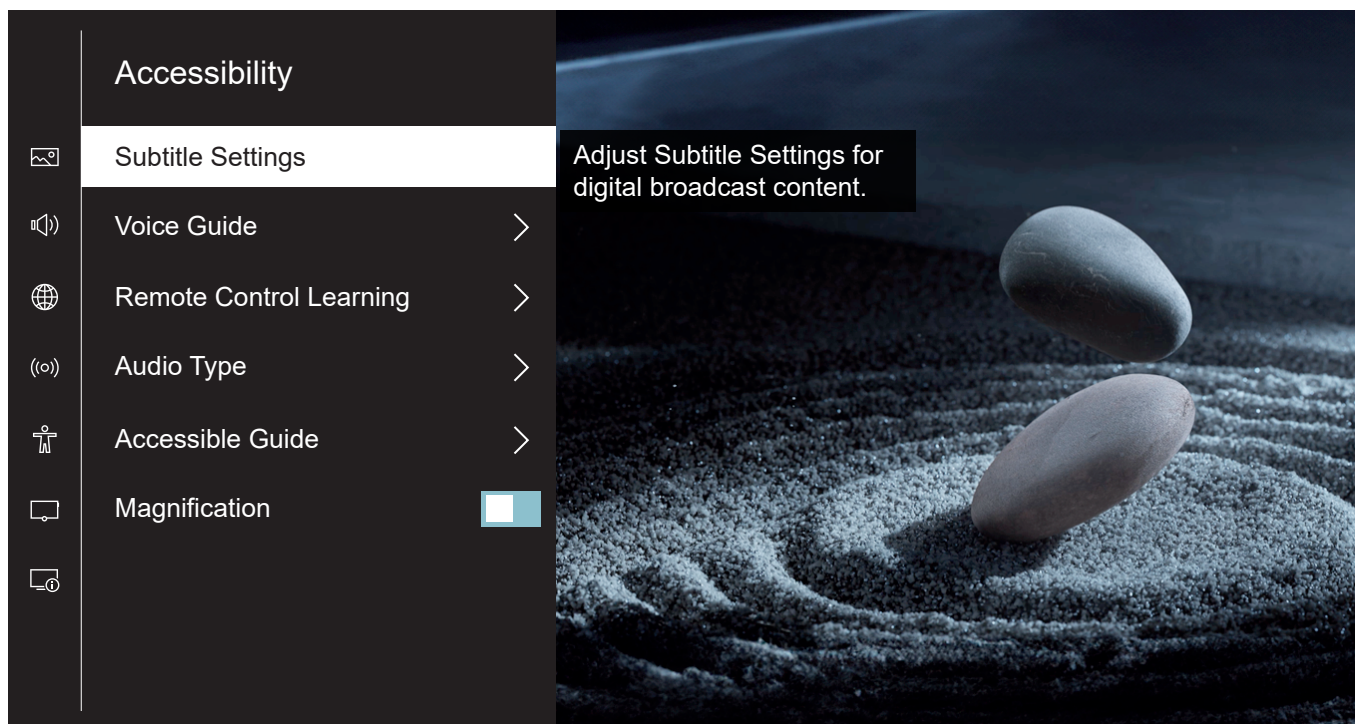 Accessibility
Subtitle Settings
Voice Guide
Remote Control Learning
Audio Type
Accessible Guide
Magnification
Adjust Subtitle Settings for
digital broadcast content.